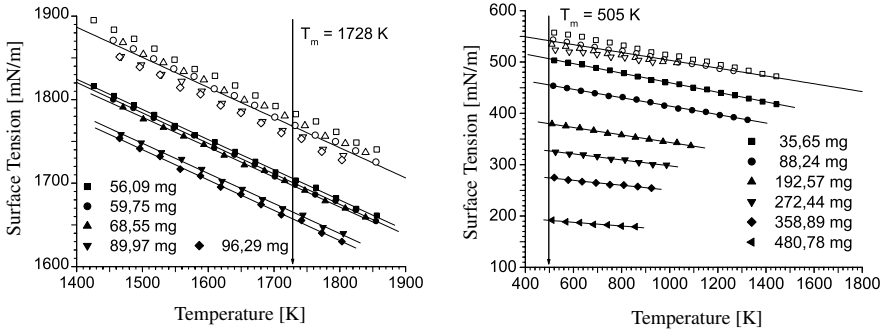 1900
1800
1700
1600
Surface Tension [mN/m]
T m = 1728 K
56,09 mg
59,75 mg
68,55 mg
89,97 mg
96,29 mg
1400 1500 1600 1700 1800 1900
Temperature [K]
600
500
400
300
200
100
Surface Tension [mN/m]
T m = 505 K
35,65 mg
88,24 mg
192,57 mg
272,44 mg
358,89 mg
480,78 mg
400 600 800 1000 1200 1400 1600 1800
Temperature [K]